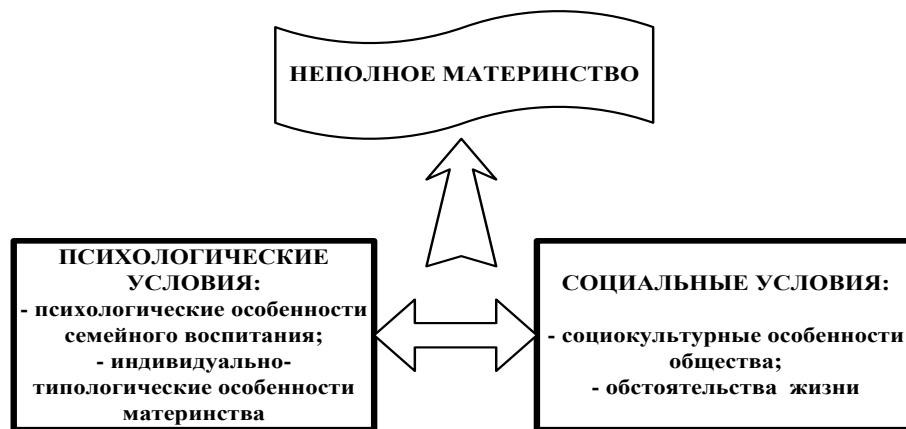 НЕПОЛНОЕ МАТЕРИНСТВО
ПСИХОЛОГИЧЕСКИЕ
УСЛОВИЯ:
- психологические особенности
семейного воспитания;
- индивидуально-
типологические особенности
материнства
СОЦИАЛЬНЫЕ УСЛОВИЯ:
- социокультурные особенности
общества;
- обстоятельства жизни